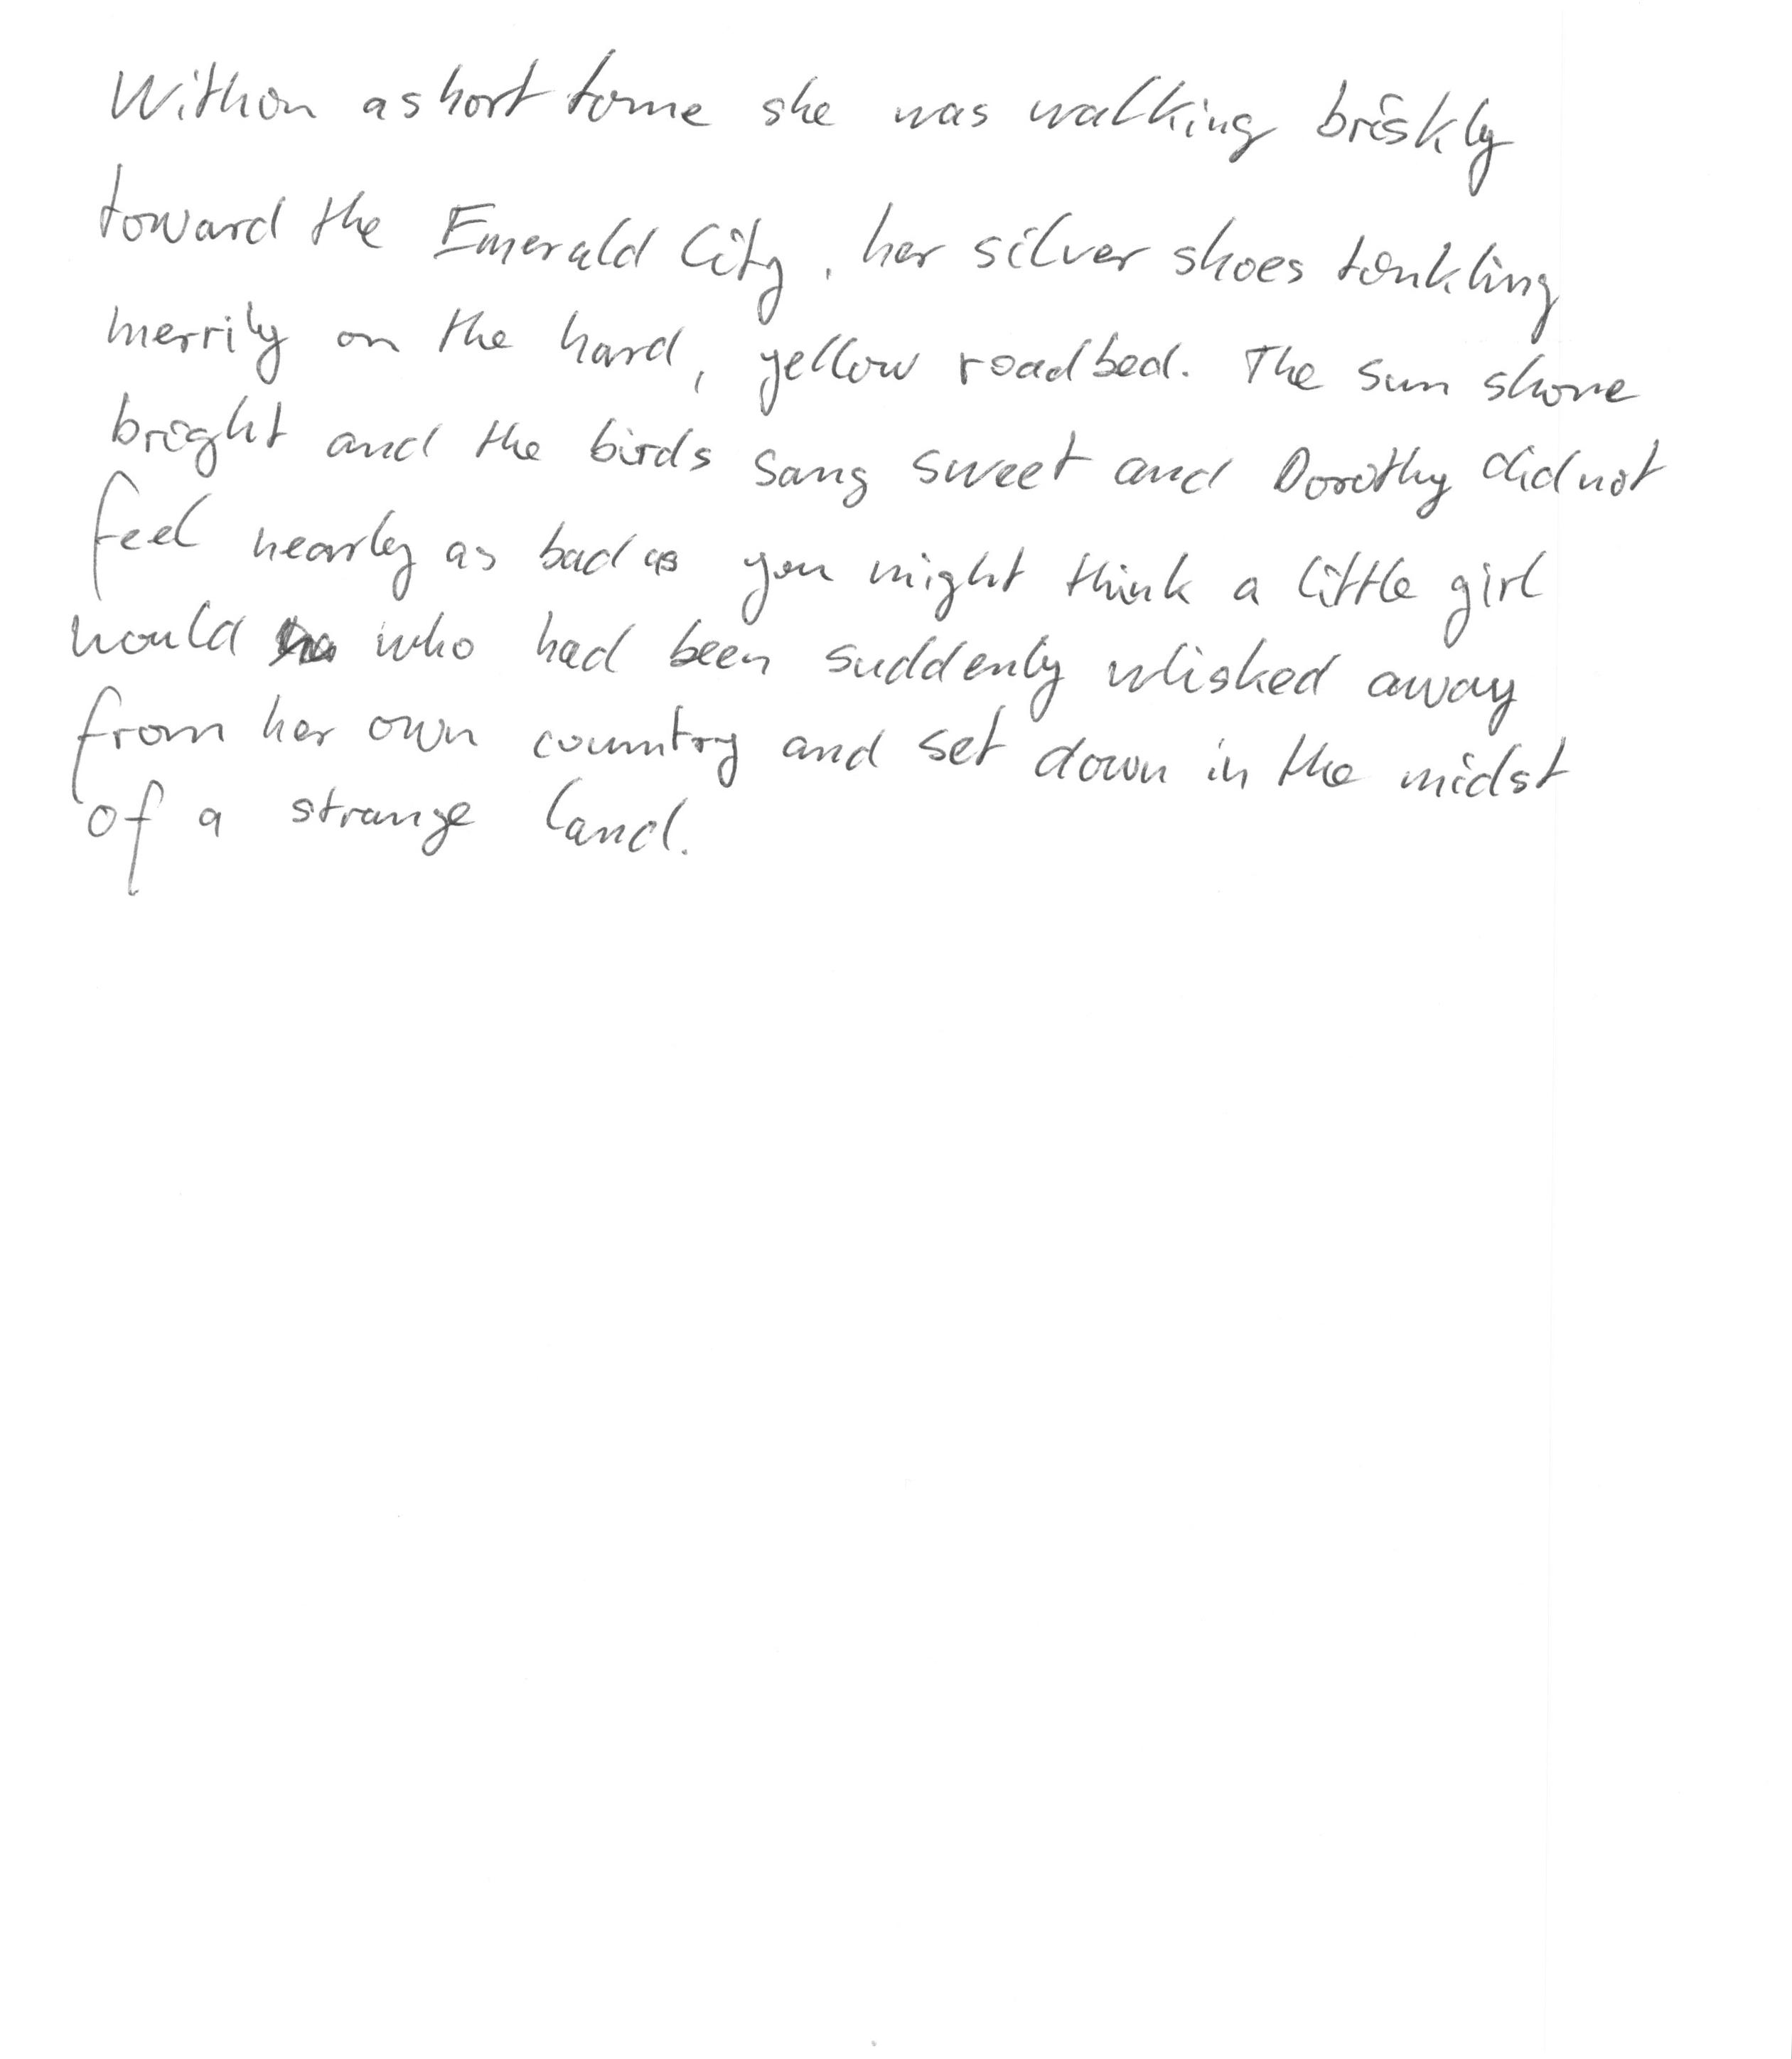 Within a short time she was walking briskly
toward the Emerald City, her silver shoes tinkling
merrily on the hard, yellow roadbed. The sun shone
bright and the birds sang sweet and Dorothy did not
feel nearly as bad as you might think a little girl
would who had been suddenly whisked away
from her own country and set down in the midst
of a strange land.